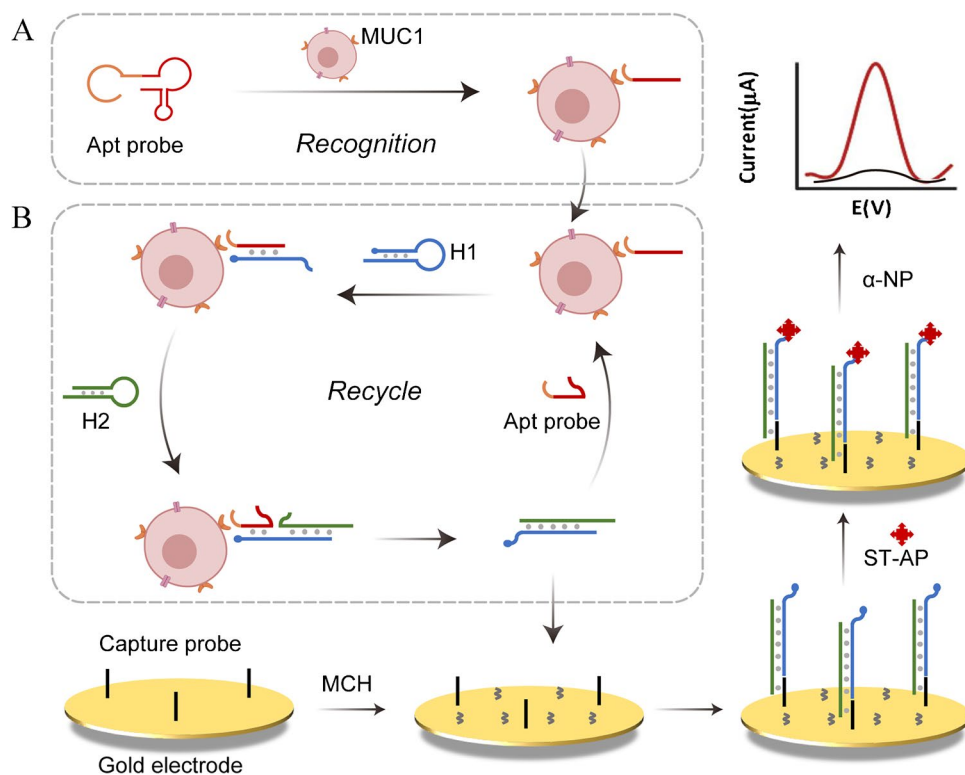 A
MUC1
Apt probe
Recognition
Current(μA)
E(V)
B
H1
α-NP
H2
Recycle
Apt probe
ST-AP
Capture probe
MCH
Gold electrode